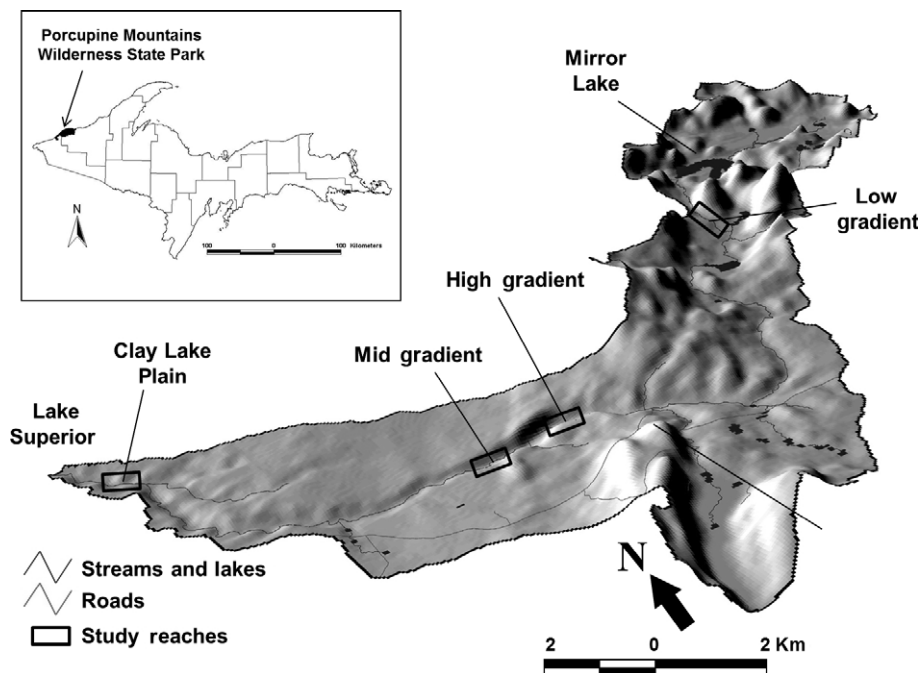 Porcupine Mountains
Wilderness State Park
N
100 0 100 Kilometers
Mirror
Lake
Low
gradient
High gradient
Mid gradient
Clay Lake
Plain
Lake
Superior
Streams and lakes
Roads
Study reaches
N
2 0 2 Km